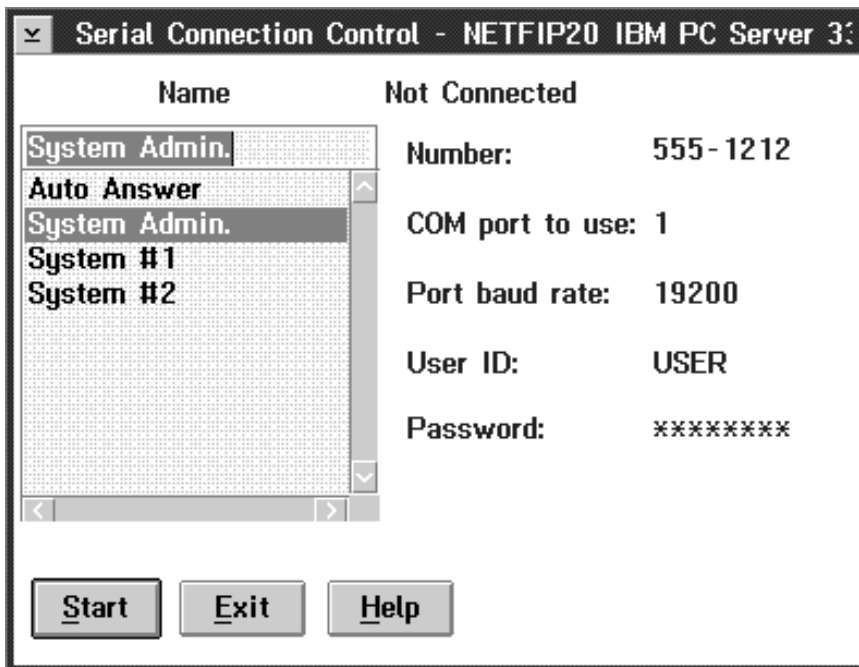 Serial Connection Control - NETFIP20 IBM PC Server 33
Name
Not Connected
System Admin.
Auto Answer
System Admin.
System #1
System #2
Number: 555-1212
COM port to use: 1
Port baud rate: 19200
User ID: USER
Password: ********
Start
Exit
Help